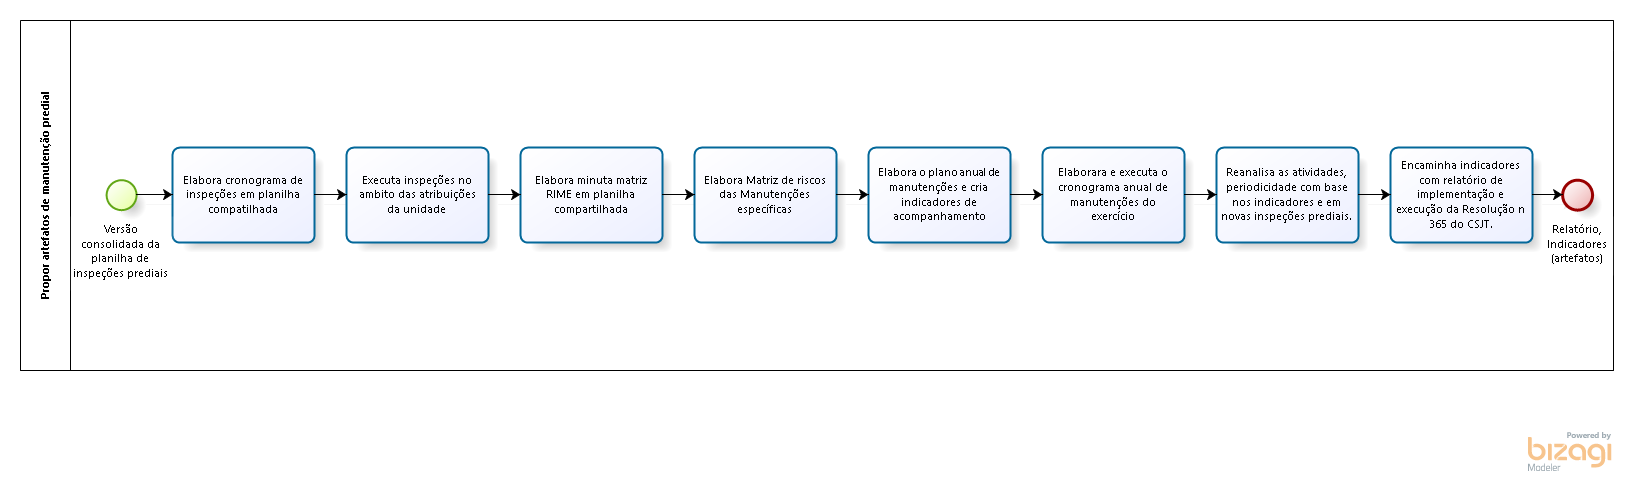 Propor artefatos de manutenção predial
Versão
consolidada da
planilha de
inspeções prediais
Elabora cronograma de
inspeções em planilha
compatilhada
Executa inspeções no
ambito das atribuições
da unidade
Elabora minuta matriz
RIME em planilha
compartilhada
Elabora Matriz de riscos
das Manutenções
específicas
Elabora o plano anual de
manutenções e cria
indicadores de
acompanhamento
Elaborara e executa o
cronograma anual de
manutenções do
exercício
Reanalisa as atividades,
periodicidade com base
nos indicadores e em
novas inspeções prediais.
Encaminha indicadores
com relatório de
implementação e
execução da Resolução n
365 do CSJT.
Relatório,
Indicadores
(artefatos)
Powered by
bizagi
Modeler